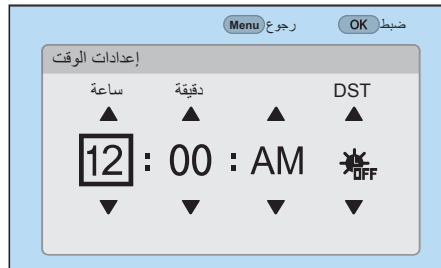 ضبط OK رجوع Menu
إعدادات الوقت
ساعة دقيقة DST
12 : 00 : AM OFF